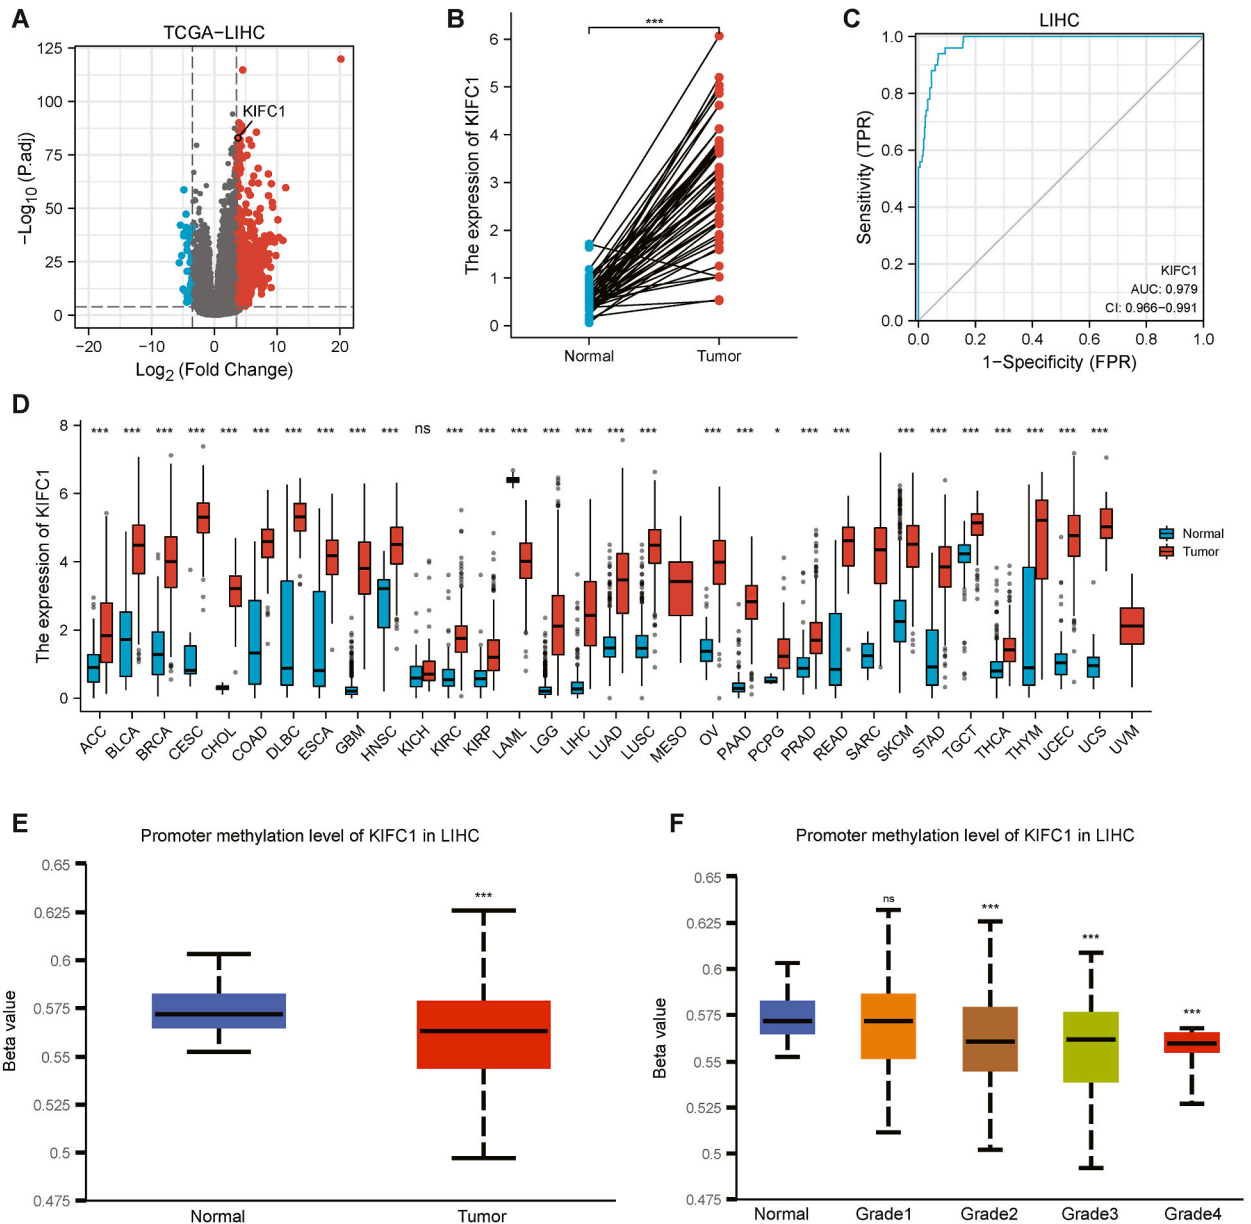 A
TCGA−LIHC
−Log10 (P.adj)
125
100
75
50
25
0
KIFC1
−20
−10
0
10
20
Log2 (Fold Change)
B
***
The expression of KIFC1
6
5
4
3
2
1
0
Normal
Tumor
C
LIHC
Sensitivity (TPR)
1.0
0.8
0.6
0.4
0.2
0.0
KIFC1
AUC: 0.979
CI: 0.966−0.991
0.0
0.2
0.4
0.6
0.8
1.0
1−Specificity (FPR)
D
The expression of KIFC1
8
6
4
2
0
*** *** *** *** *** *** *** *** *** *** ns *** *** *** *** *** *** *** *** *** * *** *** *** *** *** *** *** *** ***
Normal
Tumor
ACC
BLCA
BRCA
CESC
CHOL
COAD
DLBC
ESCA
GBM
HNSC
KICH
KIRC
KIRP
LAML
LGG
LIHC
LUAD
LUSC
MESO
OV
PAAD
PCPG
PRAD
READ
SARC
SKCM
STAD
TGCT
THCA
THYM
UCEC
UCS
UVM
E
Promoter methylation level of KIFC1 in LIHC
Beta value
0.65
0.625
0.6
0.575
0.55
0.525
0.5
0.475
***
Normal
Tumor
F
Promoter methylation level of KIFC1 in LIHC
Beta value
0.65
0.625
0.6
0.575
0.55
0.525
0.5
0.475
ns
***
***
***
Normal
Grade1
Grade2
Grade3
Grade4